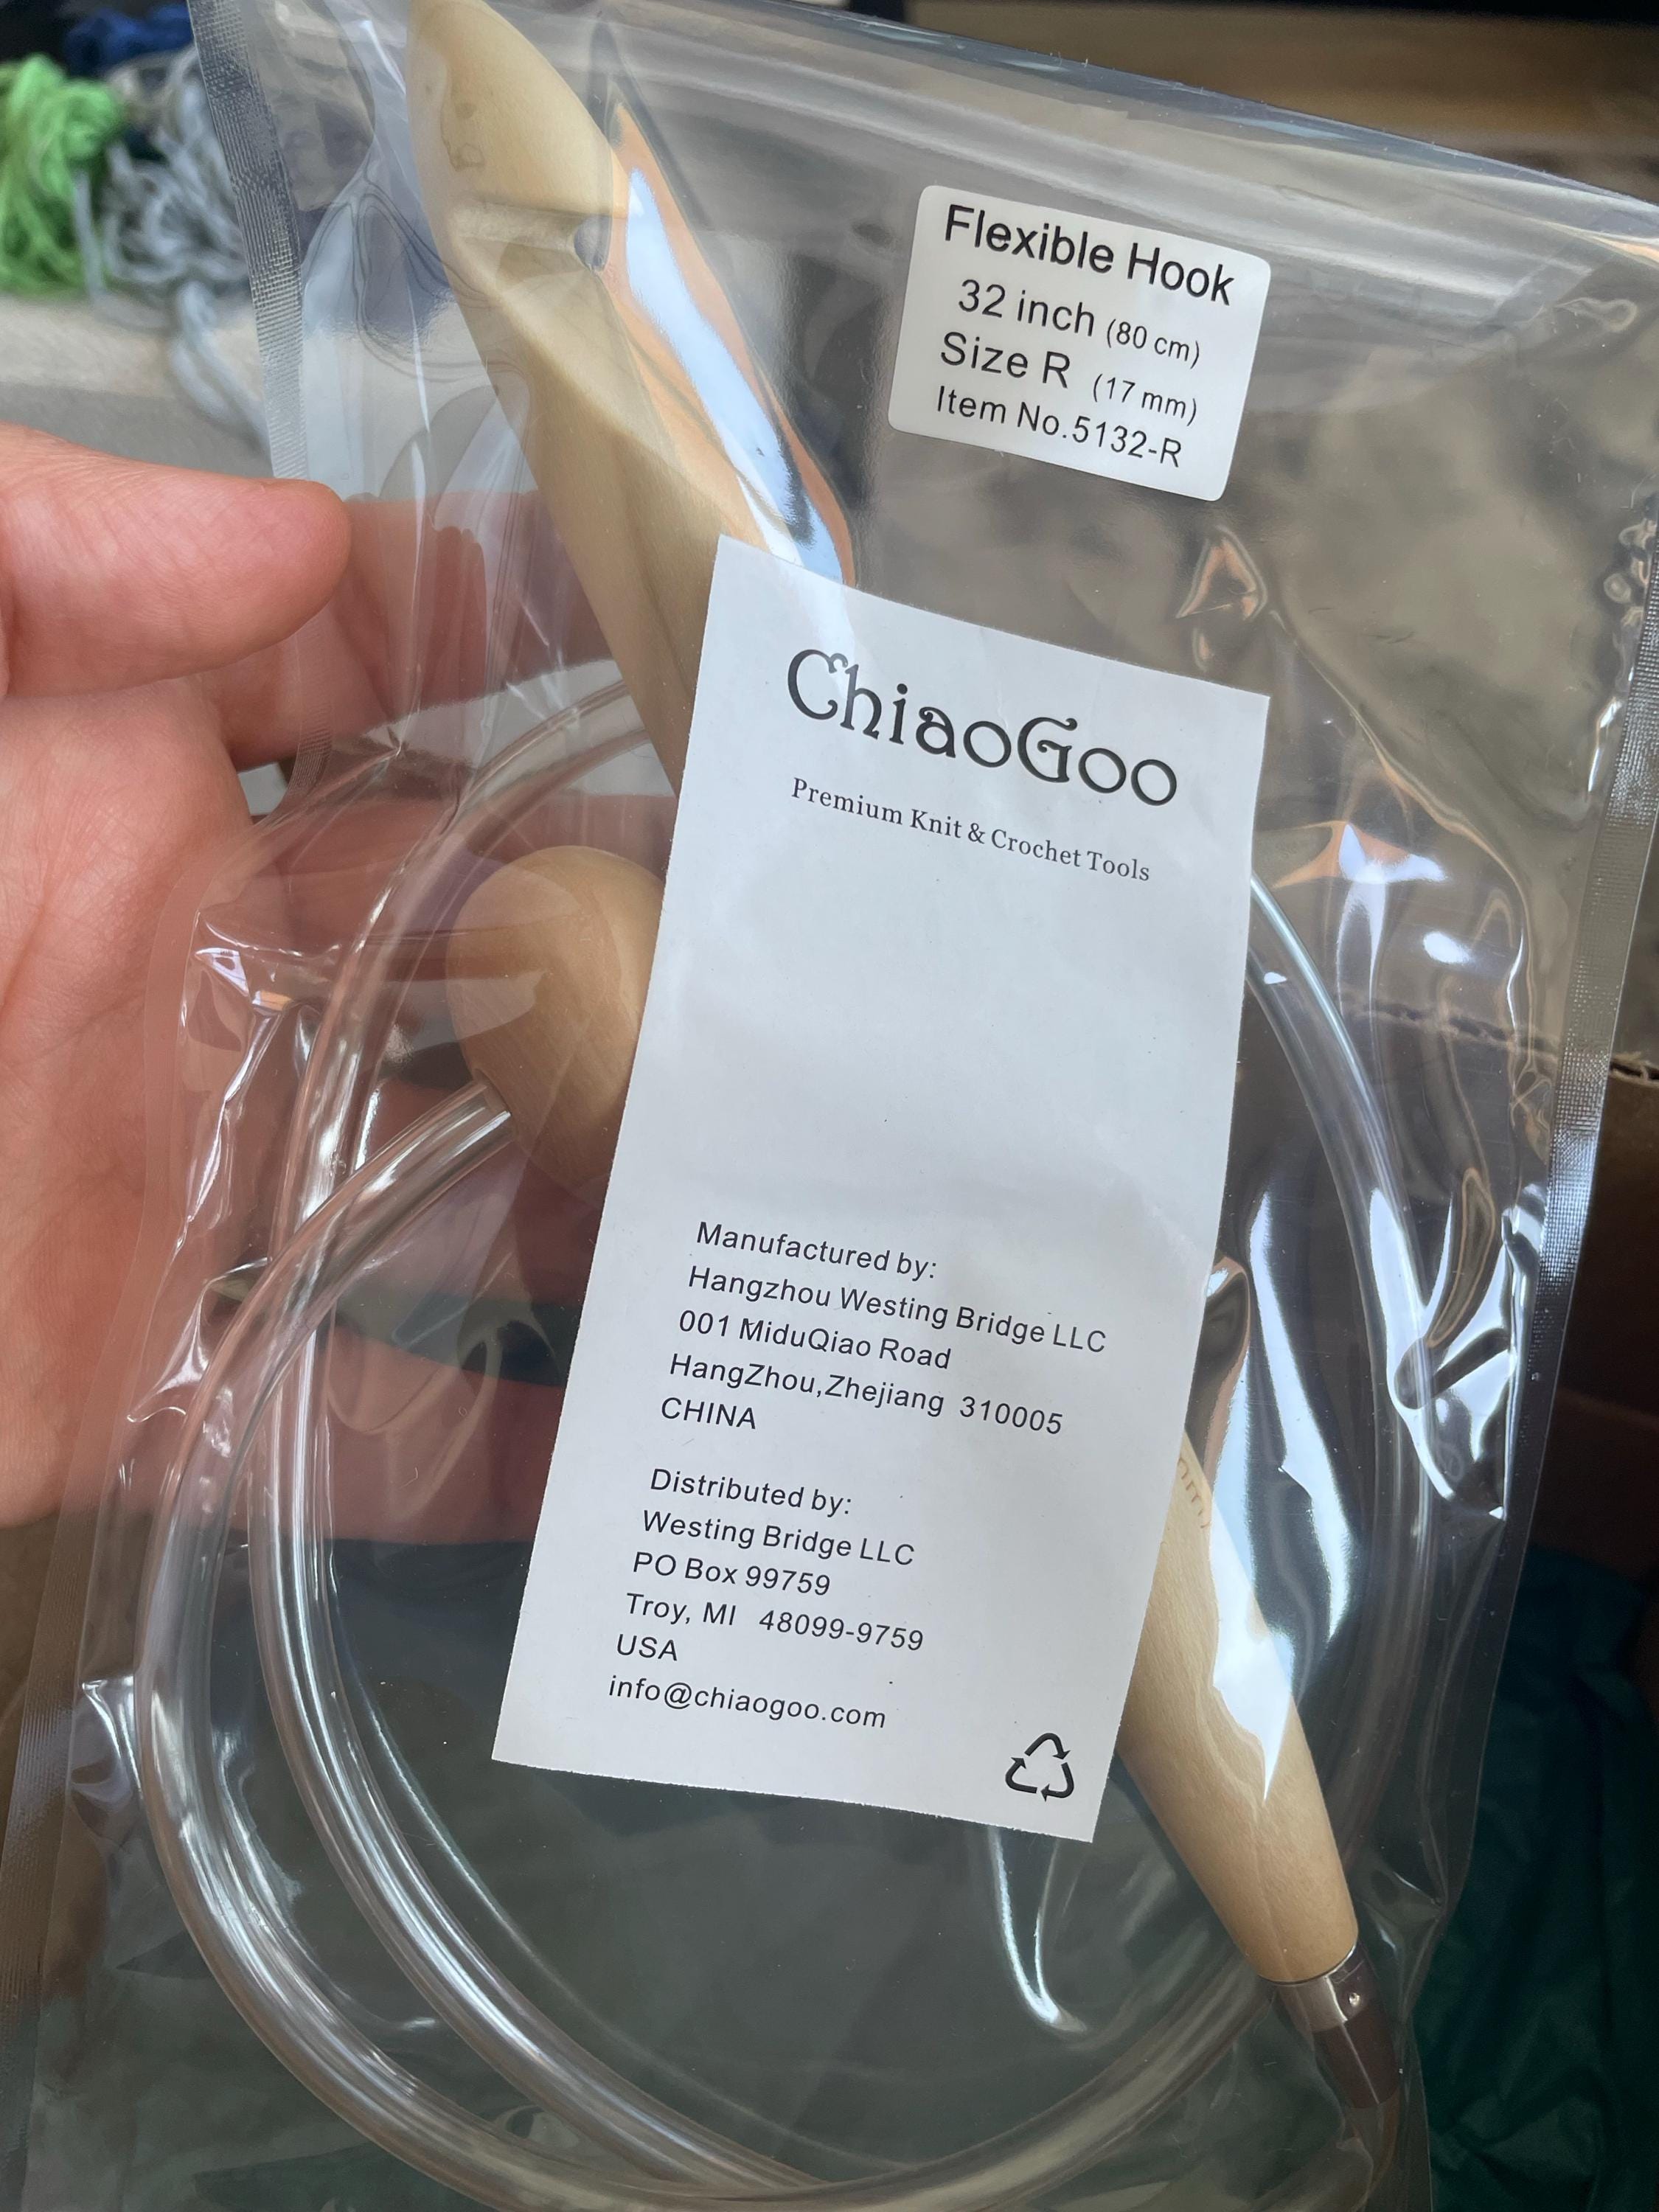 Flexible Hook
32 inch (80 cm)
Size R (17 mm)
Item No.5132-R
ChiaoGoo
Premium Knit & Crochet Tools
Manufactured by:
Hangzhou Westing Bridge LLC
001 MiduQiao Road
HangZhou,Zhejiang 310005
CHINA
Distributed by:
Westing Bridge LLC
PO Box 99759
Troy, MI 48099-9759
USA
info@chiaogoo.com